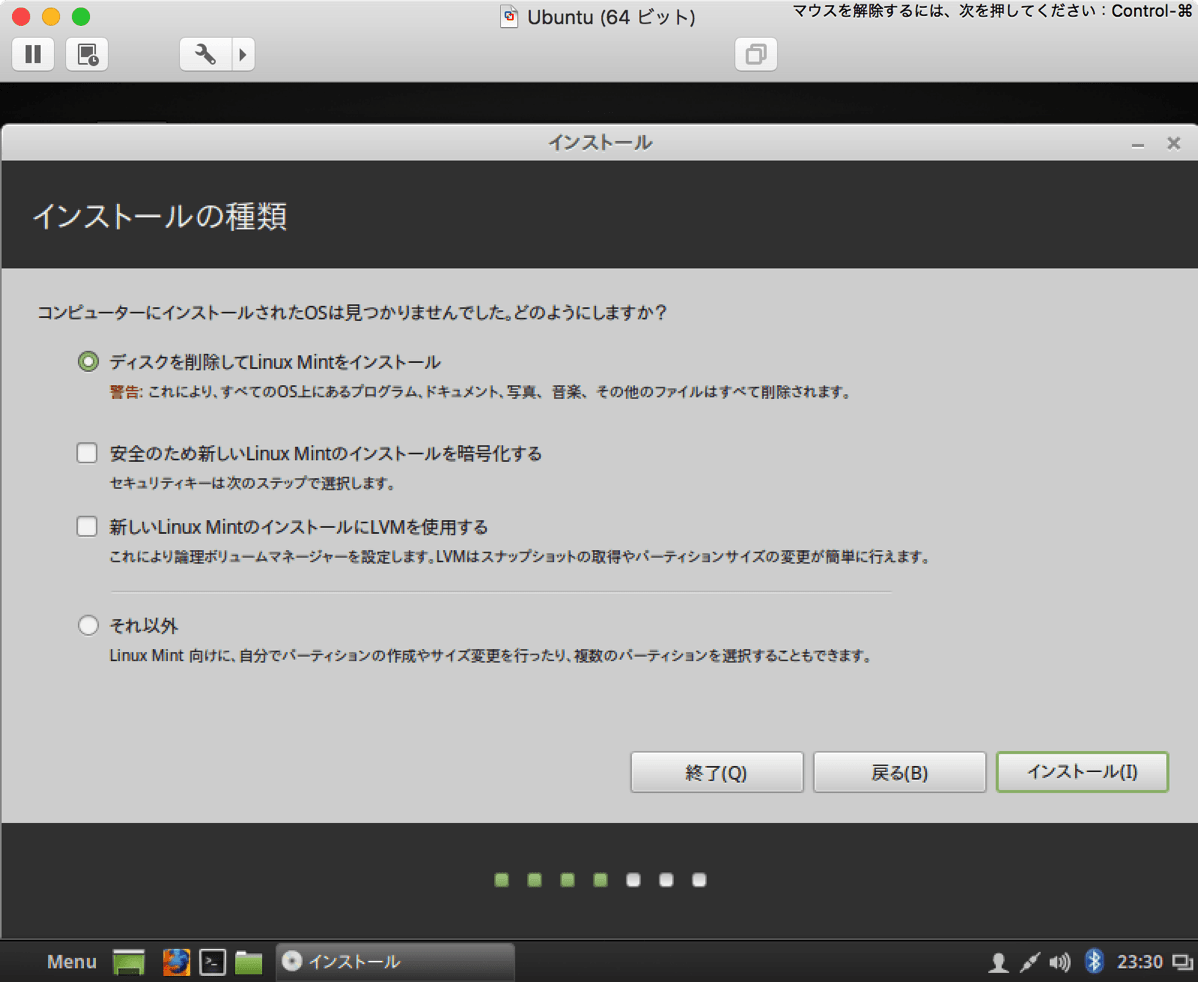 Ubuntu (64 ビット)
マウスを解除するには、次を押してください：Control-⌘
インストール
インストールの種類
コンピューターにインストールされたOSは見つかりませんでした。どのようにしますか？
ディスクを削除してLinux Mintをインストール
警告: これにより、すべてのOS上にあるプログラム、ドキュメント、写真、音楽、その他のファイルはすべて削除されます。
安全のため新しいLinux Mintのインストールを暗号化する
セキュリティキーは次のステップで選択します。
新しいLinux MintのインストールにLVMを使用する
これにより論理ボリュームマネージャーを設定します。LVMはスナップショットの取得やパーティションサイズの変更が簡単に行えます。
それ以外
Linux Mint 向けに、自分でパーティションの作成やサイズ変更を行ったり、複数のパーティションを選択することもできます。
終了(Q) 戻る(B) インストール(I)
Menu インストール 23:30